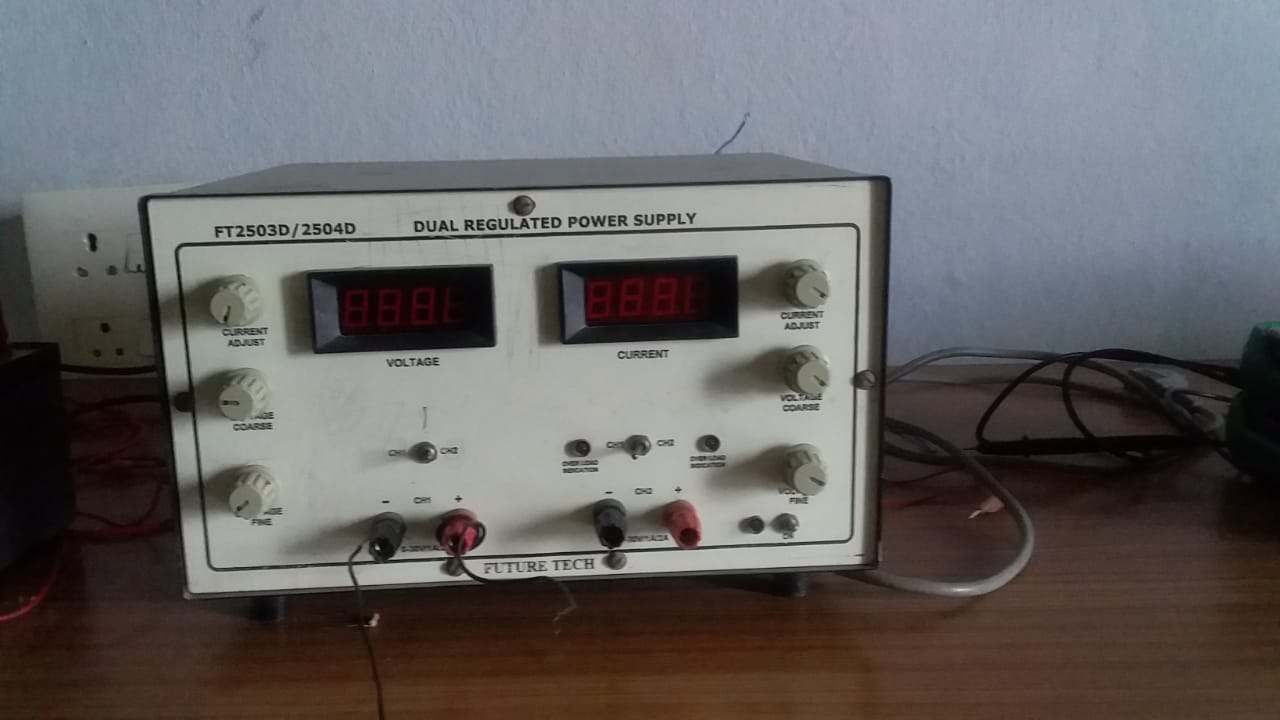 FT2503D/2504D DUAL REGULATED POWER SUPPLY
CURRENT
ADJUST
VOLTAGE
CURRENT
CURRENT
ADJUST
COARSE
VOLTAGE
COARSE
CH1 CH2
CH2
OVER LOAD
INDICATION
OVER LOAD
INDICATION
FINE
- CH1 +
- CH2 +
FINE
ON
FUTURE TECH